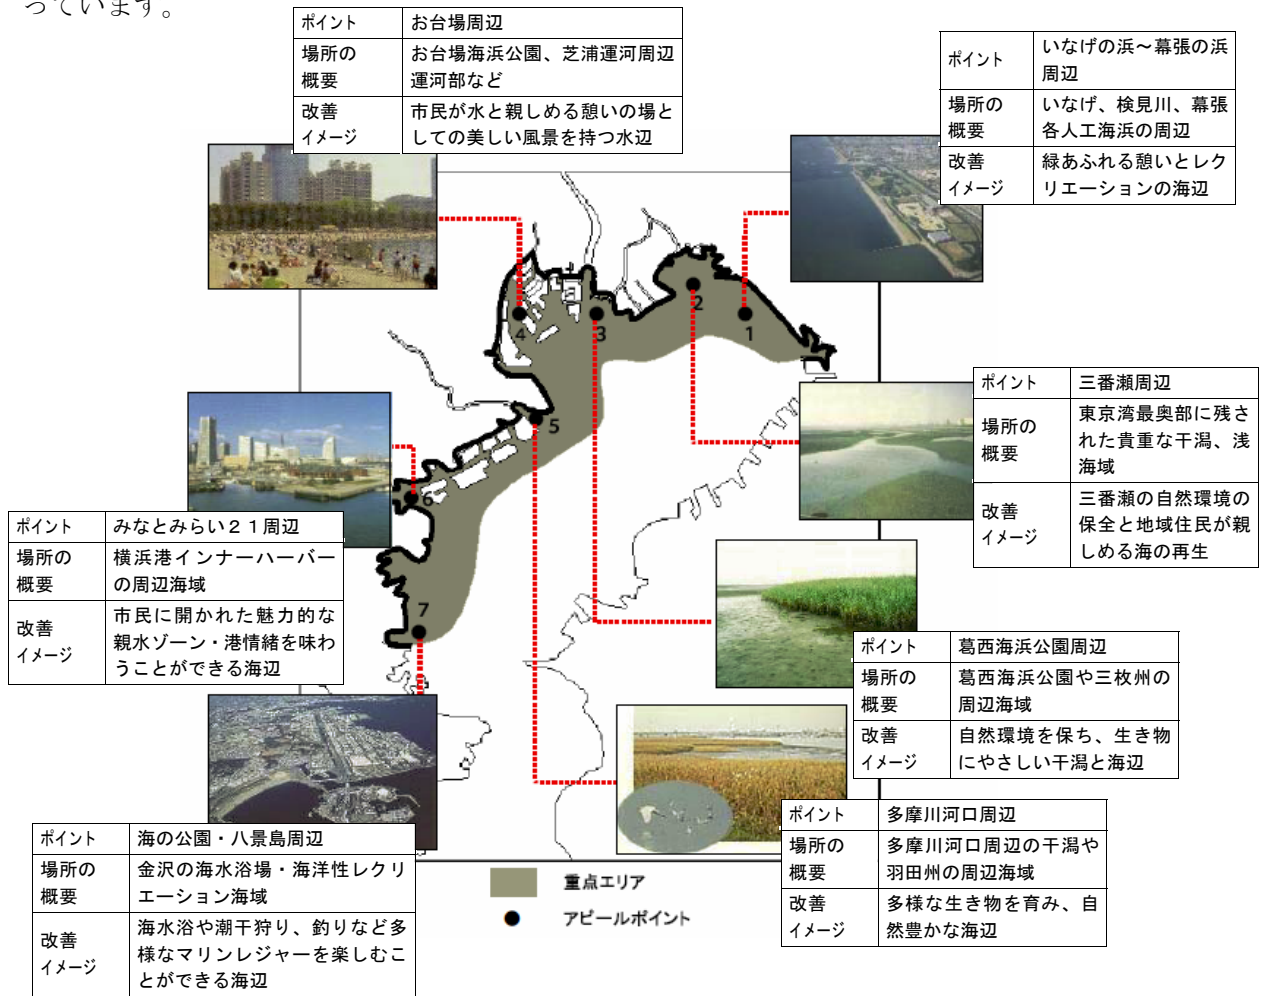 っています。
ポイント お台場周辺
場所の概要 お台場海浜公園、芝浦運河周辺
運河部など
改善イメージ 市民が水と親しめる憩いの場と
しての美しい風景を持つ水辺
ポイント いなげの浜～幕張の浜
周辺
場所の概要 いなげ、検見川、幕張
各人工海浜の周辺
改善イメージ 緑あふれる憩いとレク
リエーションの海辺
ポイント 三番瀬周辺
場所の概要 東京湾最奥部に残さ
れた貴重な干潟、浅
海域
改善イメージ 三番瀬の自然環境の
保全と地域住民が親
しめる海の再生
ポイント みなとみらい２１周辺
場所の概要 横浜港インナーハーバー
の周辺海域
改善イメージ 市民に開かれた魅力的な
親水ゾーン・港情緒を味わ
うことができる海辺
ポイント 葛西海浜公園周辺
場所の概要 葛西海浜公園や三枚州の
周辺海域
改善イメージ 自然環境を保ち、生き物
にやさしい干潟と海辺
ポイント 多摩川河口周辺
場所の概要 多摩川河口周辺の干潟や
羽田州の周辺海域
改善イメージ 多様な生き物を育み、自
然豊かな海辺
ポイント 海の公園・八景島周辺
場所の概要 金沢の海水浴場・海洋性レクリ
エーション海域
改善イメージ 海水浴や潮干狩り、釣りなど多
様なマリンレジャーを楽しむこ
とができる海辺
1
2
3
4
5
6
7
重点エリア
アピールポイント